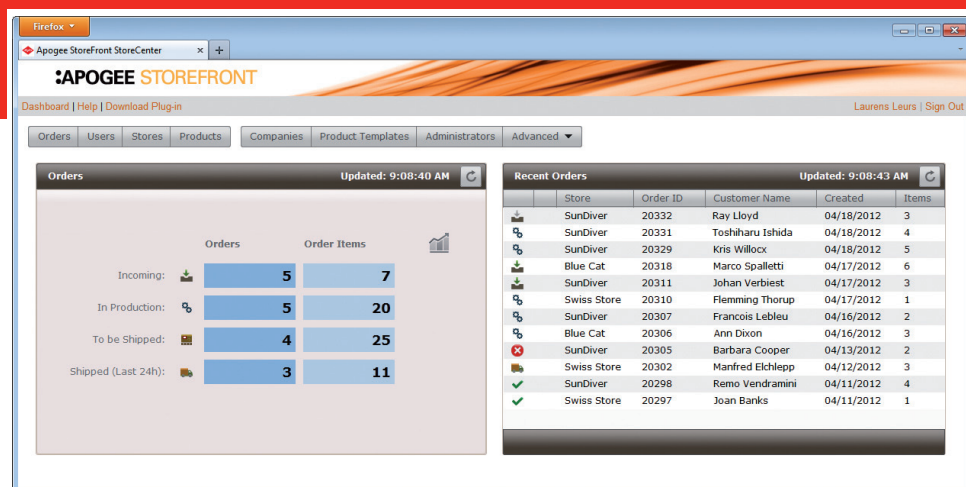 Firefox
Apogee StoreFront StoreCenter
:APOGEE STOREFRONT
Dashboard | Help | Download Plug-in
Laurens Leurs | Sign Out
Orders Users Stores Products Companies Product Templates Administrators Advanced
Orders Updated: 9:08:40 AM
Orders Order Items
Incoming: 5 7
In Production: 5 20
To be Shipped: 4 25
Shipped (Last 24h): 3 11
Recent Orders Updated: 9:08:43 AM
Store Order ID Customer Name Created Items
SunDiver 20332 Ray Lloyd 04/18/2012 3
SunDiver 20331 Toshiharu Ishida 04/18/2012 4
SunDiver 20329 Kris Willocx 04/18/2012 5
Blue Cat 20318 Marco Spalletti 04/17/2012 6
SunDiver 20311 Johan Verbiest 04/17/2012 3
Swiss Store 20310 Flemming Thorup 04/17/2012 1
SunDiver 20307 Francois Lebleu 04/16/2012 2
Blue Cat 20306 Ann Dixon 04/16/2012 3
SunDiver 20305 Barbara Cooper 04/13/2012 2
Swiss Store 20302 Manfred Elchlepp 04/12/2012 3
SunDiver 20298 Remo Vendramini 04/11/2012 4
Swiss Store 20297 Joan Banks 04/11/2012 1